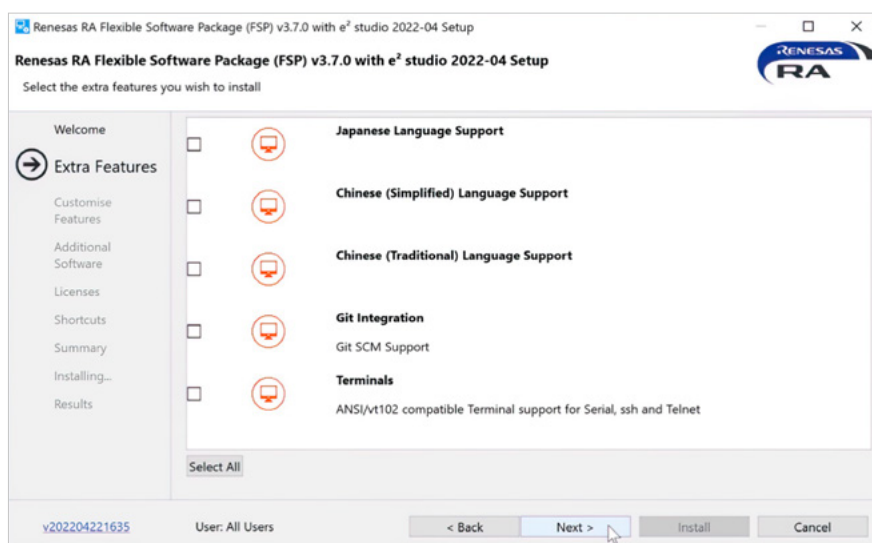 Renesas RA Flexible Software Package (FSP) v3.7.0 with e² studio 2022-04 Setup
Renesas RA Flexible Software Package (FSP) v3.7.0 with e² studio 2022-04 Setup
Select the extra features you wish to install
RENESAS
RA
Welcome
Extra Features
Customise
Features
Additional
Software
Licenses
Shortcuts
Summary
Installing...
Results
Japanese Language Support
Chinese (Simplified) Language Support
Chinese (Traditional) Language Support
Git Integration
Git SCM Support
Terminals
ANSI/vt102 compatible Terminal support for Serial, ssh and Telnet
Select All
v202204221635
User: All Users
< Back
Next >
Install
Cancel